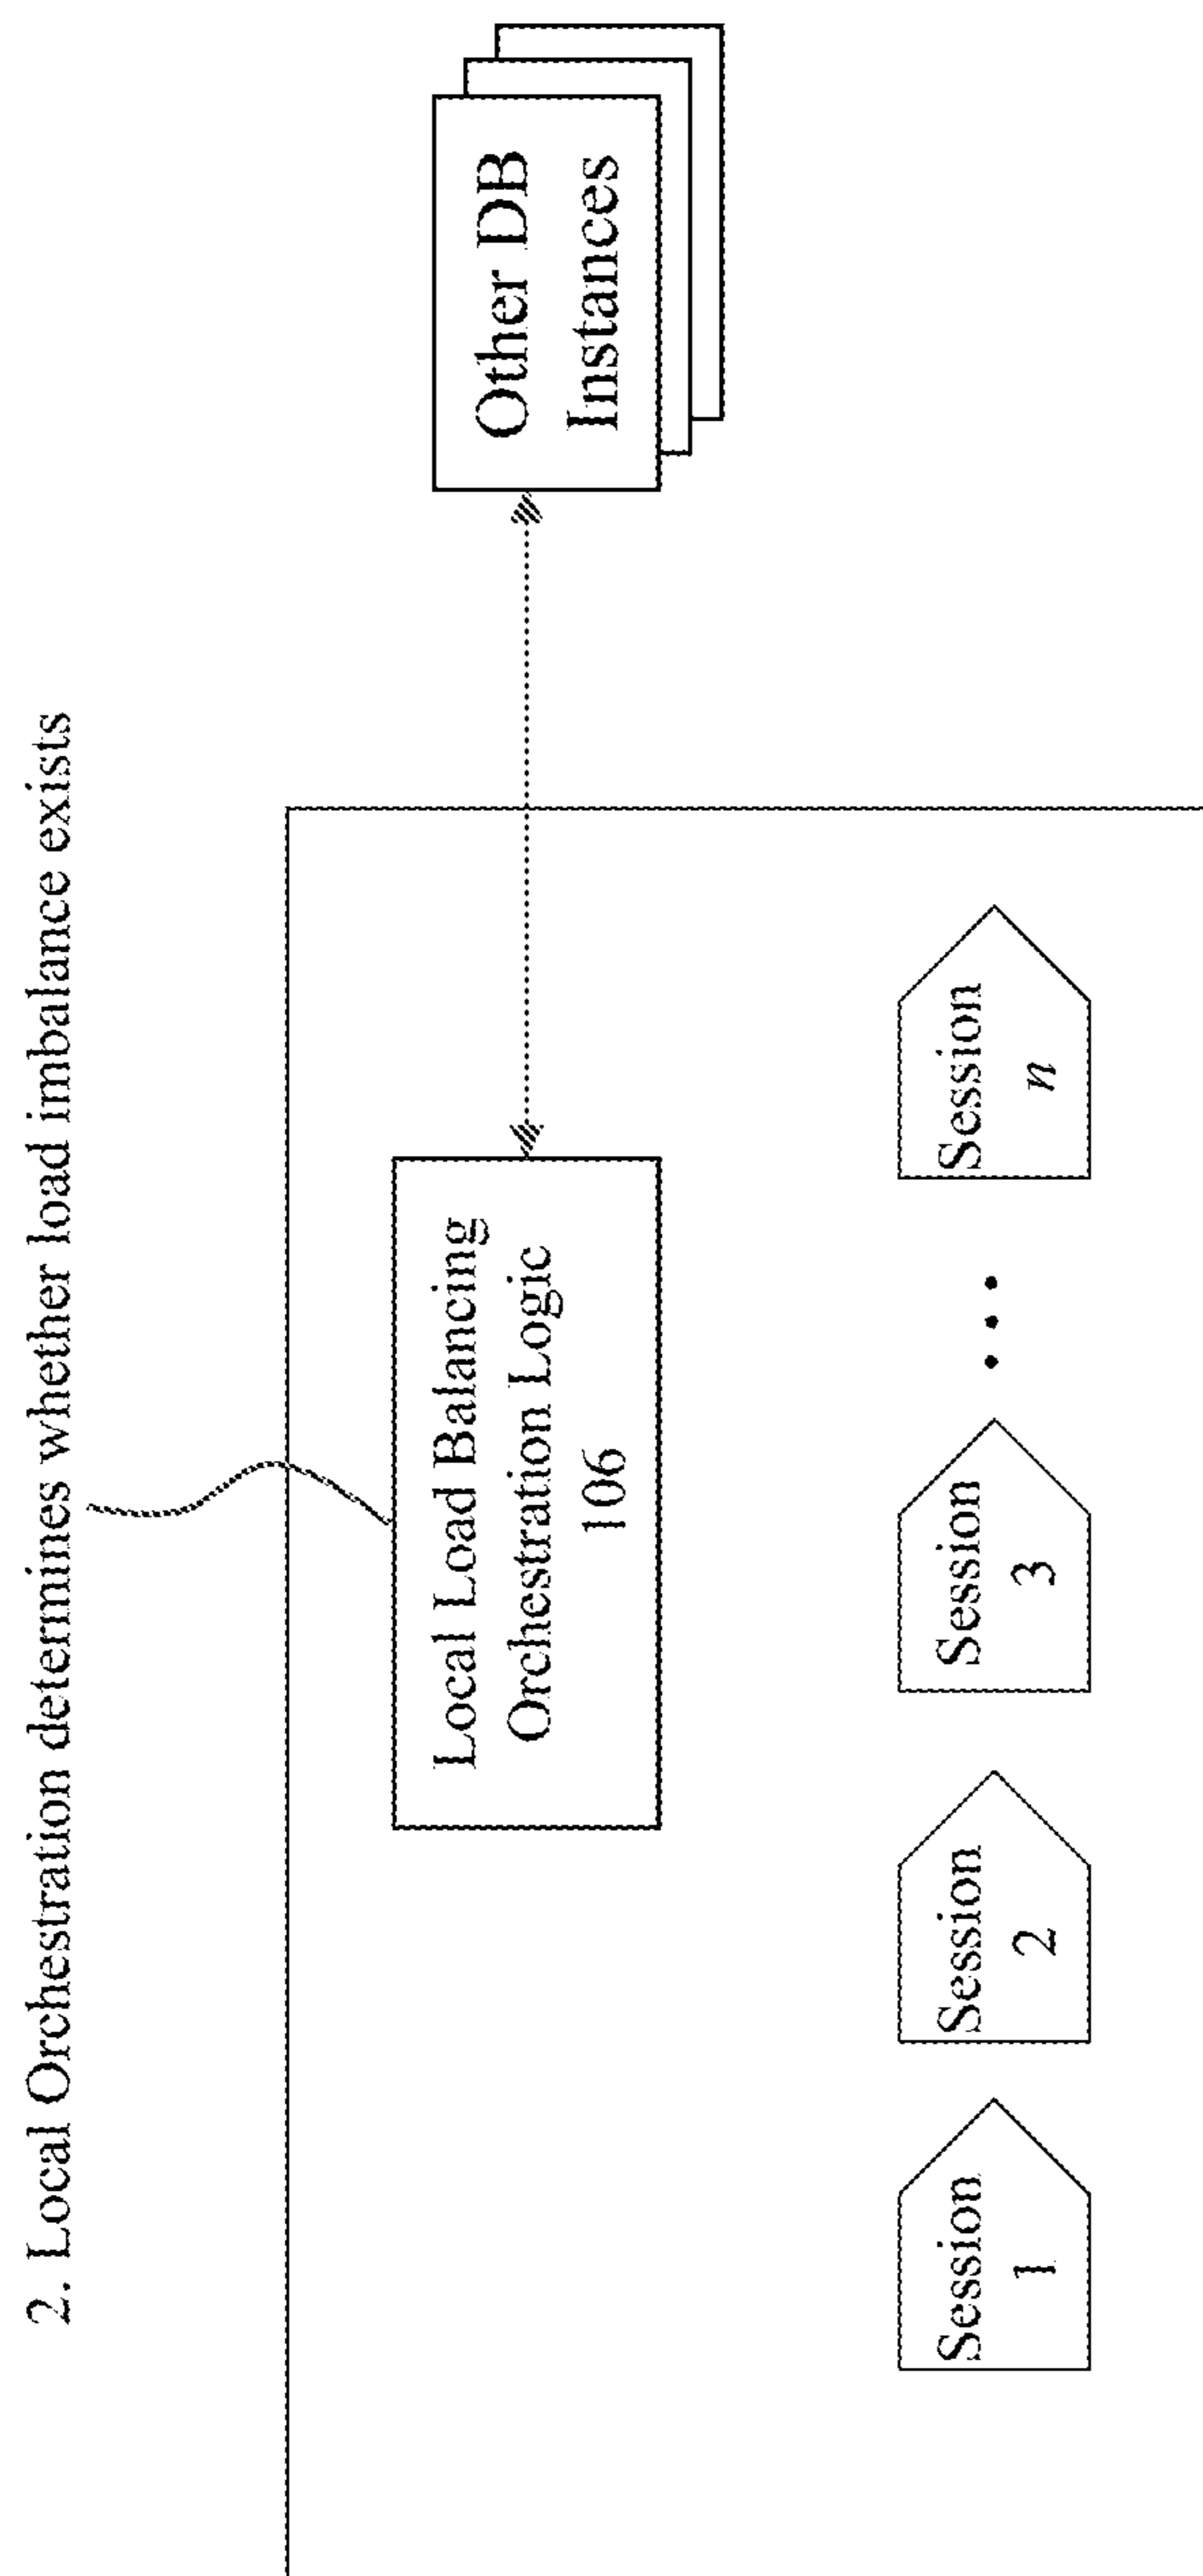 2. Local Orchestration determines whether load imbalance exists
Local Load Balancing
Orchestration Logic
106
Other DB
Instances
Session
1
Session
2
Session
3
• • •
Session
n